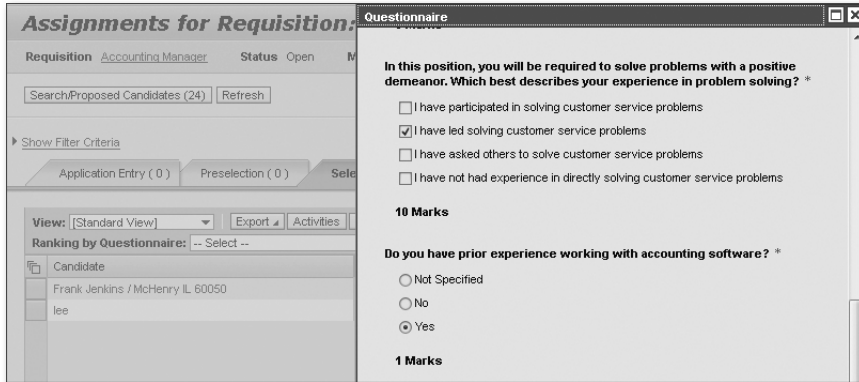 Assignments for Requisition:
Requisition Accounting Manager Status Open M
Search/Proposed Candidates (24) Refresh
Show Filter Criteria
Application Entry ( 0 ) Preselection ( 0 ) Sele
View: [Standard View] Export Activities
Ranking by Questionnaire: -- Select --
Candidate
Frank Jenkins / McHenry IL 60050
lee
Questionnaire
In this position, you will be required to solve problems with a positive
demeanor. Which best describes your experience in problem solving? *
I have participated in solving customer service problems
I have led solving customer service problems
I have asked others to solve customer service problems
I have not had experience in directly solving customer service problems
10 Marks
Do you have prior experience working with accounting software? *
Not Specified
No
Yes
1 Marks